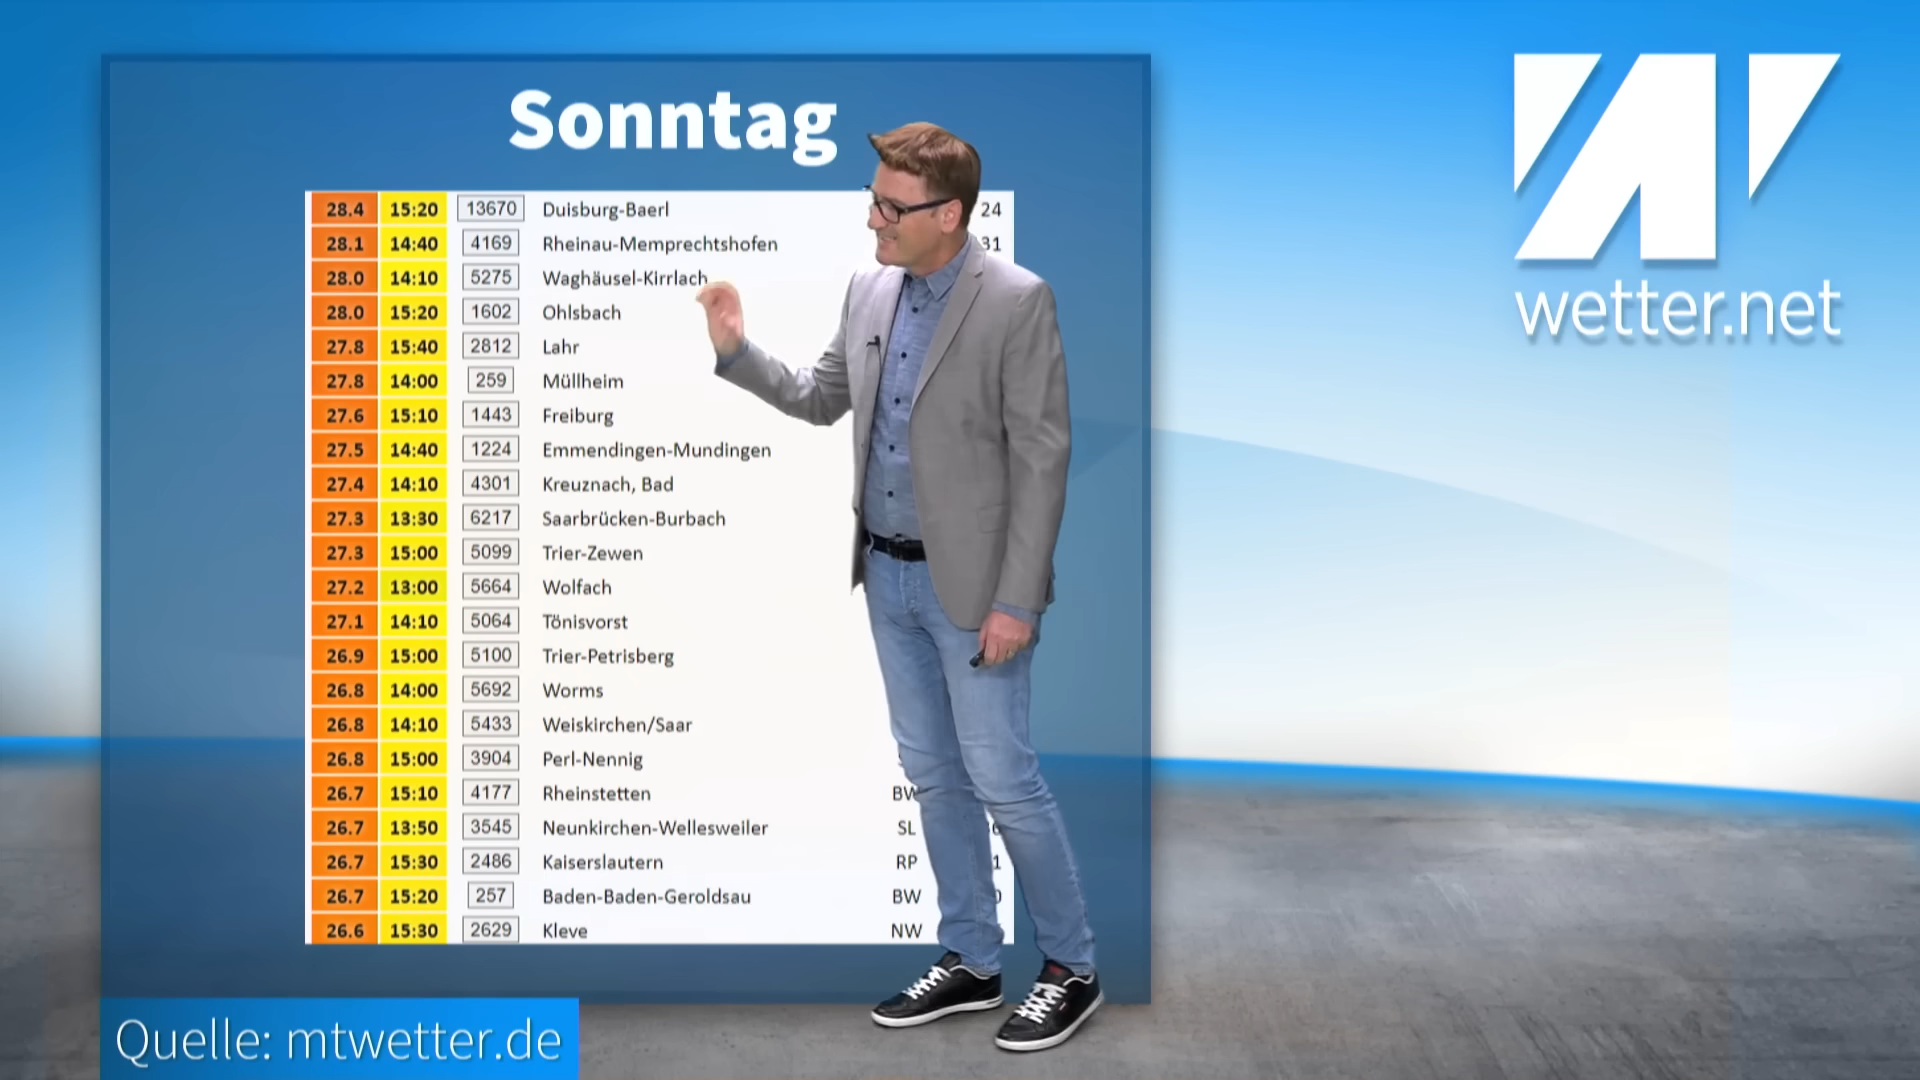 Sonntag
28.4 15:20 13670 Duisburg-Baerl 24
28.1 14:40 4169 Rheinau-Memprechtshofen 31
28.0 14:10 5275 Waghäusel-Kirrlach
28.0 15:20 1602 Ohlsbach
27.8 15:40 2812 Lahr
27.8 14:00 259 Müllheim
27.6 15:10 1443 Freiburg
27.5 14:40 1224 Emmendingen-Mundingen
27.4 14:10 4301 Kreuznach, Bad
27.3 13:30 6217 Saarbrücken-Burbach
27.3 15:00 5099 Trier-Zewen
27.2 13:00 5664 Wolfach
27.1 14:10 5064 Tönisvorst
26.9 15:00 5100 Trier-Petrisberg
26.8 14:00 5692 Worms
26.8 14:10 5433 Weiskirchen/Saar
26.8 15:00 3904 Perl-Nennig
26.7 15:10 4177 Rheinstetten BW
26.7 13:50 3545 Neunkirchen-Wellesweiler SL
26.7 15:30 2486 Kaiserslautern RP
26.7 15:20 257 Baden-Baden-Geroldsau BW
26.6 15:30 2629 Kleve NW
Quelle: mtwetter.de
wetter.net